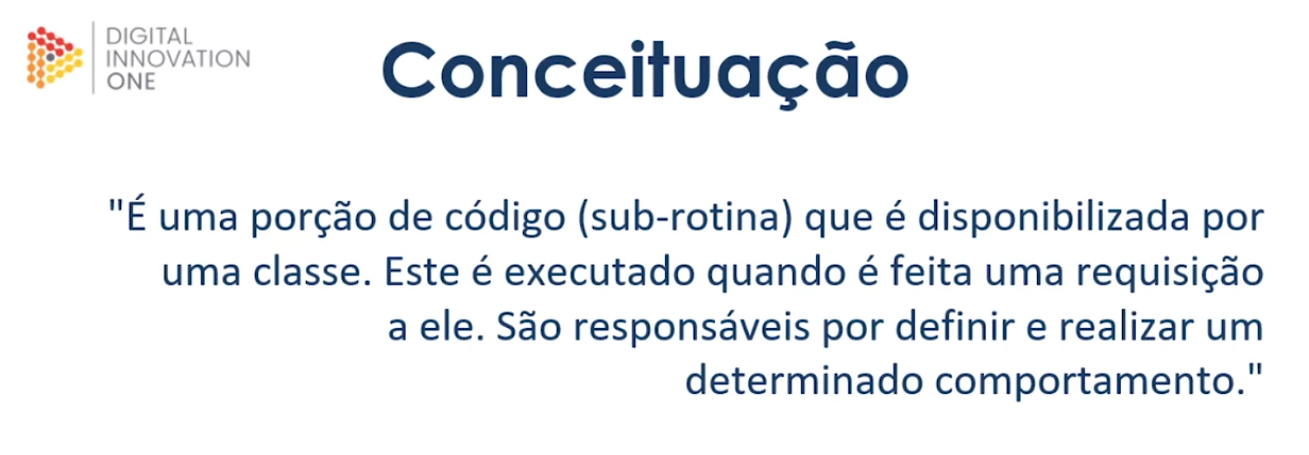 DIGITAL
INNOVATION
ONE
Conceituação
"É uma porção de código (sub-rotina) que é disponibilizada por
uma classe. Este é executado quando é feita uma requisição
a ele. São responsáveis por definir e realizar um
determinado comportamento."